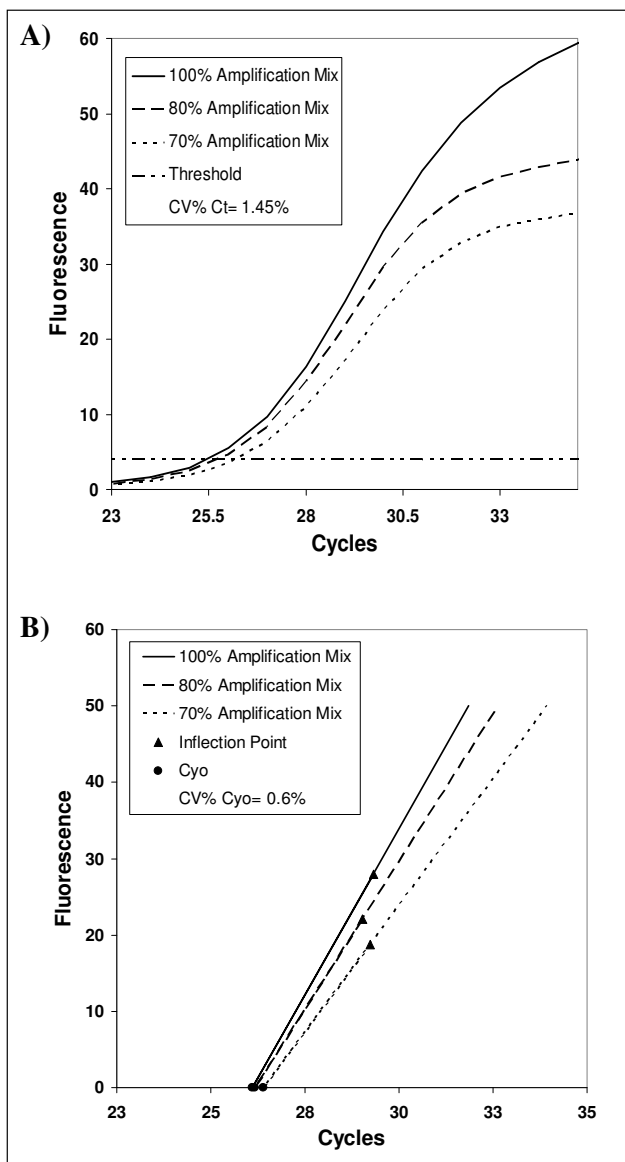 A)
60
50
40
30
20
10
0
Fluorescence
100% Amplification Mix
80% Amplification Mix
70% Amplification Mix
Threshold
CV% Ct= 1.45%
23 25.5 28 30.5 33
Cycles
B)
60
50
40
30
20
10
0
Fluorescence
100% Amplification Mix
80% Amplification Mix
70% Amplification Mix
Inflection Point
Cyo
CV% Cyo= 0.6%
23 25 28 30 33 35
Cycles